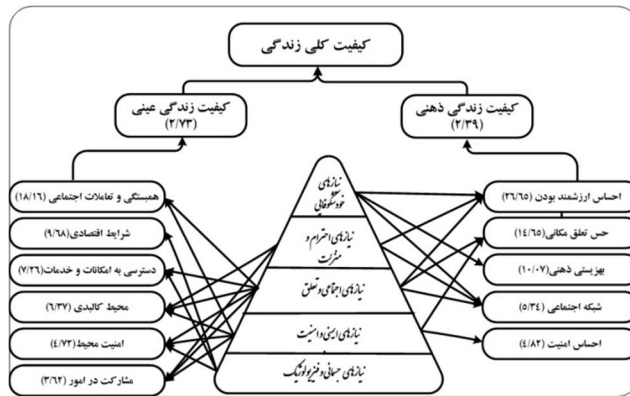 کیفیت کلی زندگی
کیفیت زندگی ذهنی
(۲/۳۹)
کیفیت زندگی عینی
(۲/۷۳)
احساس ارزشمند بودن (۲۶/۶۵)
حس تعلق مکانی (۱۴/۶۵)
بهزیستی ذهنی (۱۰/۰۷)
شبکه اجتماعی (۵/۳۴)
احساس امنیت (۴/۸۲)
نیازهای
خودشکوفایی
نیازهای احترام و
منزلت
نیازهای اجتماعی و تعلق
نیازهای ایمنی و امنیت
نیازهای جسمانی و فیزیولوژیک
همبستگی و تعاملات اجتماعی (۱۸/۱۶)
شرایط اقتصادی (۹/۶۸)
دسترسی به امکانات و خدمات (۷/۲۶)
محیط کالبدی (۶/۳۷)
امنیت محیط (۴/۷۲)
مشارکت در امور (۳/۶۲)